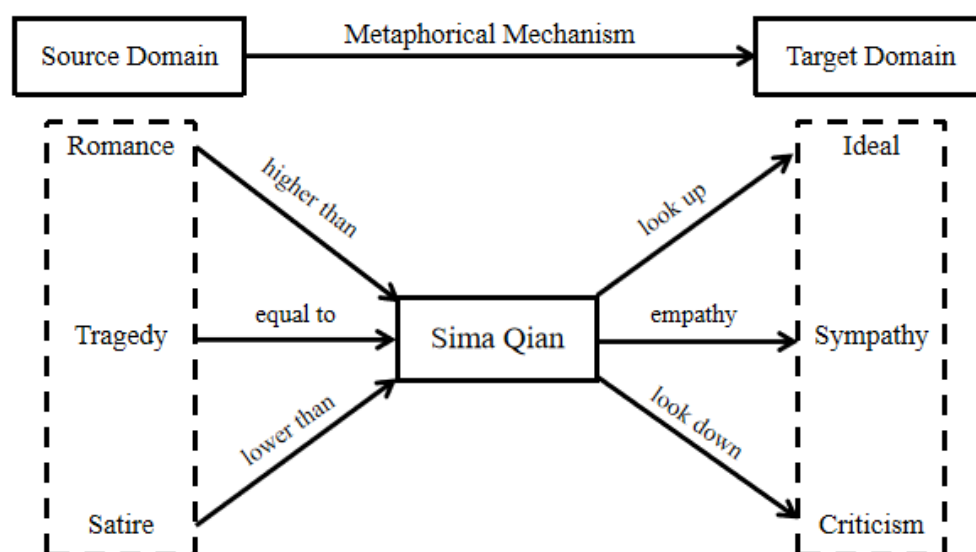 Source Domain
Metaphorical Mechanism
Target Domain
Romance
higher than
look up
Ideal
Tragedy
equal to
Sima Qian
empathy
Sympathy
lower than
look down
Satire
Criticism